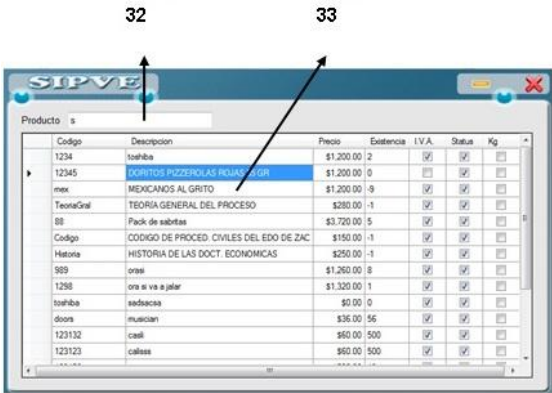 32 33
SIPVE
Producto s
Codigo Descripcion Precio Existencia I.V.A. Status Kg
1234 toshiba $1,200.00 2
12345 DORITOS PIZZEROLAS ROJAS GR $1,200.00 0
mex MEXICANOS AL GRITO $1,200.00 -9
TeoriaGral TEORÍA GENERAL DEL PROCESO $280.00 -1
88 Pack de sabritas $3,720.00 5
Codigo CODIGO DE PROCED. CIVILES DEL EDO DE ZAC $150.00 -1
Historia HISTORIA DE LAS DOCT. ECONOMICAS $250.00 -1
989 orasi $1,260.00 8
1298 ora si va a jalar $1,320.00 1
toshiba sadsacsa $0.00 0
doors musician $36.00 56
123132 casli $60.00 500
123123 calisss $60.00 500